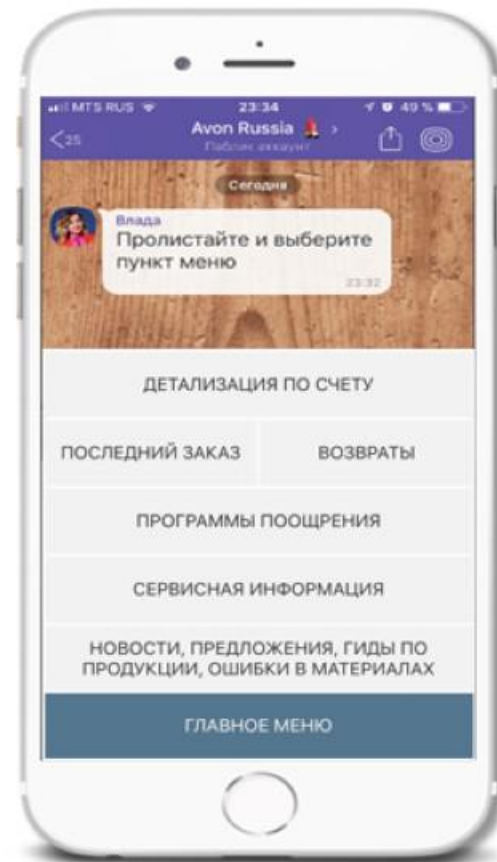 MTS RUS 23:34 49 %
25 Avon Russia
Паблик аккаунт
Сегодня
Влада
Пролистайте и выберите
пункт меню
23:32
ДЕТАЛИЗАЦИЯ ПО СЧЕТУ
ПОСЛЕДНИЙ ЗАКАЗ ВОЗВРАТЫ
ПРОГРАММЫ ПООЩРЕНИЯ
СЕРВИСНАЯ ИНФОРМАЦИЯ
НОВОСТИ, ПРЕДЛОЖЕНИЯ, ГИДЫ ПО
ПРОДУКЦИИ, ОШИБКИ В МАТЕРИАЛАХ
ГЛАВНОЕ МЕНЮ